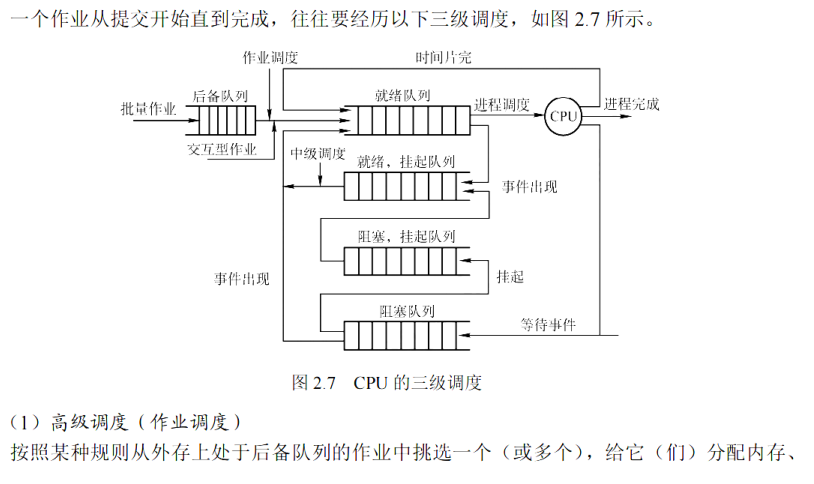 一个作业从提交开始直到完成，往往要经历以下三级调度，如图 2.7 所示。
作业调度
时间片完
后备队列
就绪队列
批量作业
进程调度
CPU
进程完成
交互型作业
中级调度
就绪，挂起队列
事件出现
阻塞，挂起队列
事件出现
挂起
阻塞队列
等待事件
图 2.7 CPU 的三级调度
（1）高级调度（作业调度）
按照某种规则从外存上处于后备队列的作业中挑选一个（或多个），给它（们）分配内存、